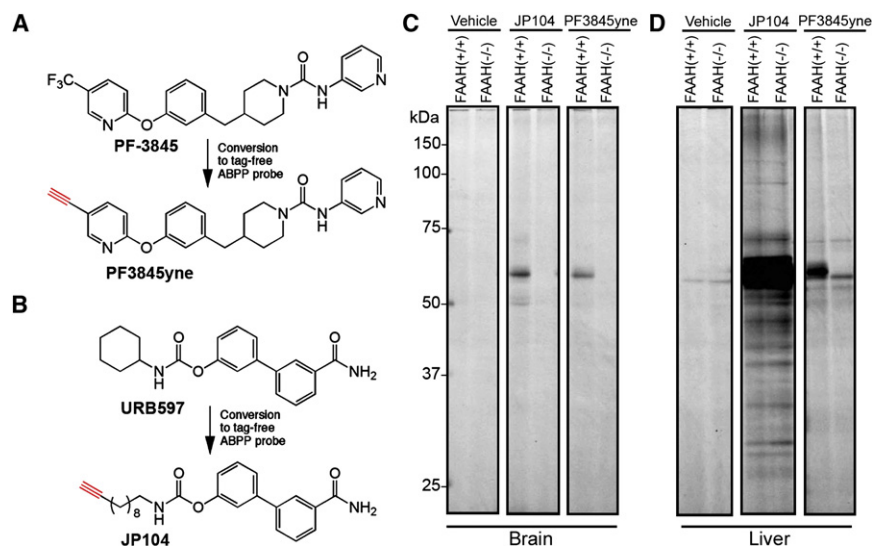 A
F₃C
N
O
N
O
N
H
N
PF-3845
Conversion
to tag-free
ABPP probe
N
O
N
O
N
H
N
PF3845yne
B
N
H
O
O
O
NH₂
URB597
Conversion
to tag-free
ABPP probe
( )₈
N
H
O
O
O
NH₂
JP104
C
Vehicle JP104 PF3845yne
FAAH(+/+) FAAH(-/-) FAAH(+/+) FAAH(-/-) FAAH(+/+) FAAH(-/-)
kDa
150
100
75
50
37
25
Brain
D
Vehicle JP104 PF3845yne
FAAH(+/+) FAAH(-/-) FAAH(+/+) FAAH(-/-) FAAH(+/+) FAAH(-/-)
Liver